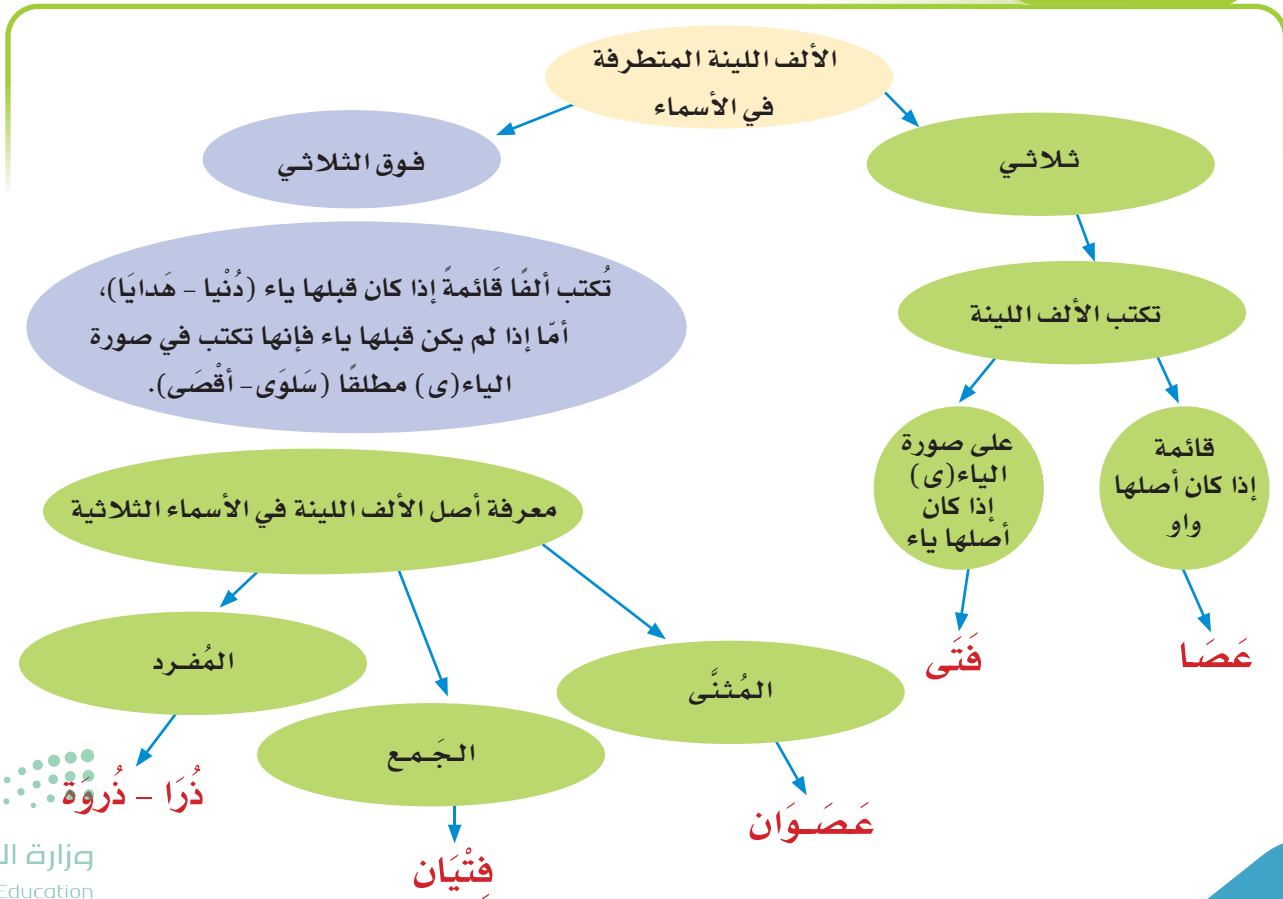 الألف اللينة المتطرفة
في الأسماء
ثلاثي
فوق الثلاثي
تكتب الألف اللينة
قائمة
إذا كان أصلها
واو
عَصَا
على صورة
الياء(ى)
إذا كان
أصلها ياء
فَتَى
تُكتب ألفًا قَائمةً إذا كان قبلها ياء (دُنْيا - هَدايَا)،
أمّا إذا لم يكن قبلها ياء فإنها تكتب في صورة
الياء(ى) مطلقًا (سَلوَى- أقْصَى).
معرفة أصل الألف اللينة في الأسماء الثلاثية
المُثنَّى
عَصَوَان
الجَمع
فِتْيَان
المُفرد
ذُرَا - ذُروَة
وزارة ال
Education